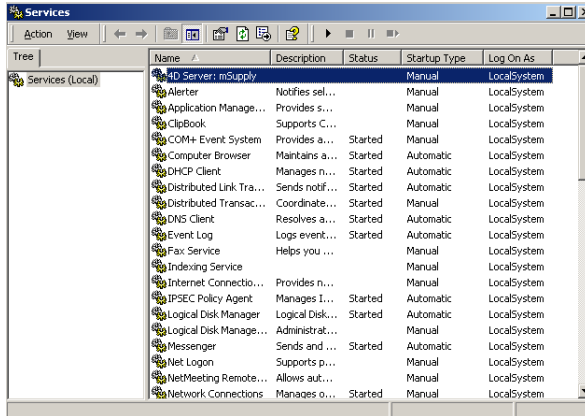 Services
Action View
Tree
Services (Local)
Name Description Status Startup Type Log On As
4D Server: mSupply Manual LocalSystem
Alerter Notifies sel... Manual LocalSystem
Application Manage... Provides s... Manual LocalSystem
ClipBook Supports C... Manual LocalSystem
COM+ Event System Provides a... Started Manual LocalSystem
Computer Browser Maintains a... Started Automatic LocalSystem
DHCP Client Manages n... Started Automatic LocalSystem
Distributed Link Tra... Sends notif... Started Automatic LocalSystem
Distributed Transac... Coordinate... Started Manual LocalSystem
DNS Client Resolves a... Started Automatic LocalSystem
Event Log Logs event... Started Automatic LocalSystem
Fax Service Helps you ... Manual LocalSystem
Indexing Service Manual LocalSystem
Internet Connectio... Provides n... Manual LocalSystem
IPSEC Policy Agent Manages I... Started Automatic LocalSystem
Logical Disk Manager Logical Disk... Started Automatic LocalSystem
Logical Disk Manage... Administrat... Manual LocalSystem
Messenger Sends and ... Started Automatic LocalSystem
Net Logon Supports p... Manual LocalSystem
NetMeeting Remote... Allows aut... Manual LocalSystem
Network Connections Manages o... Started Manual LocalSystem